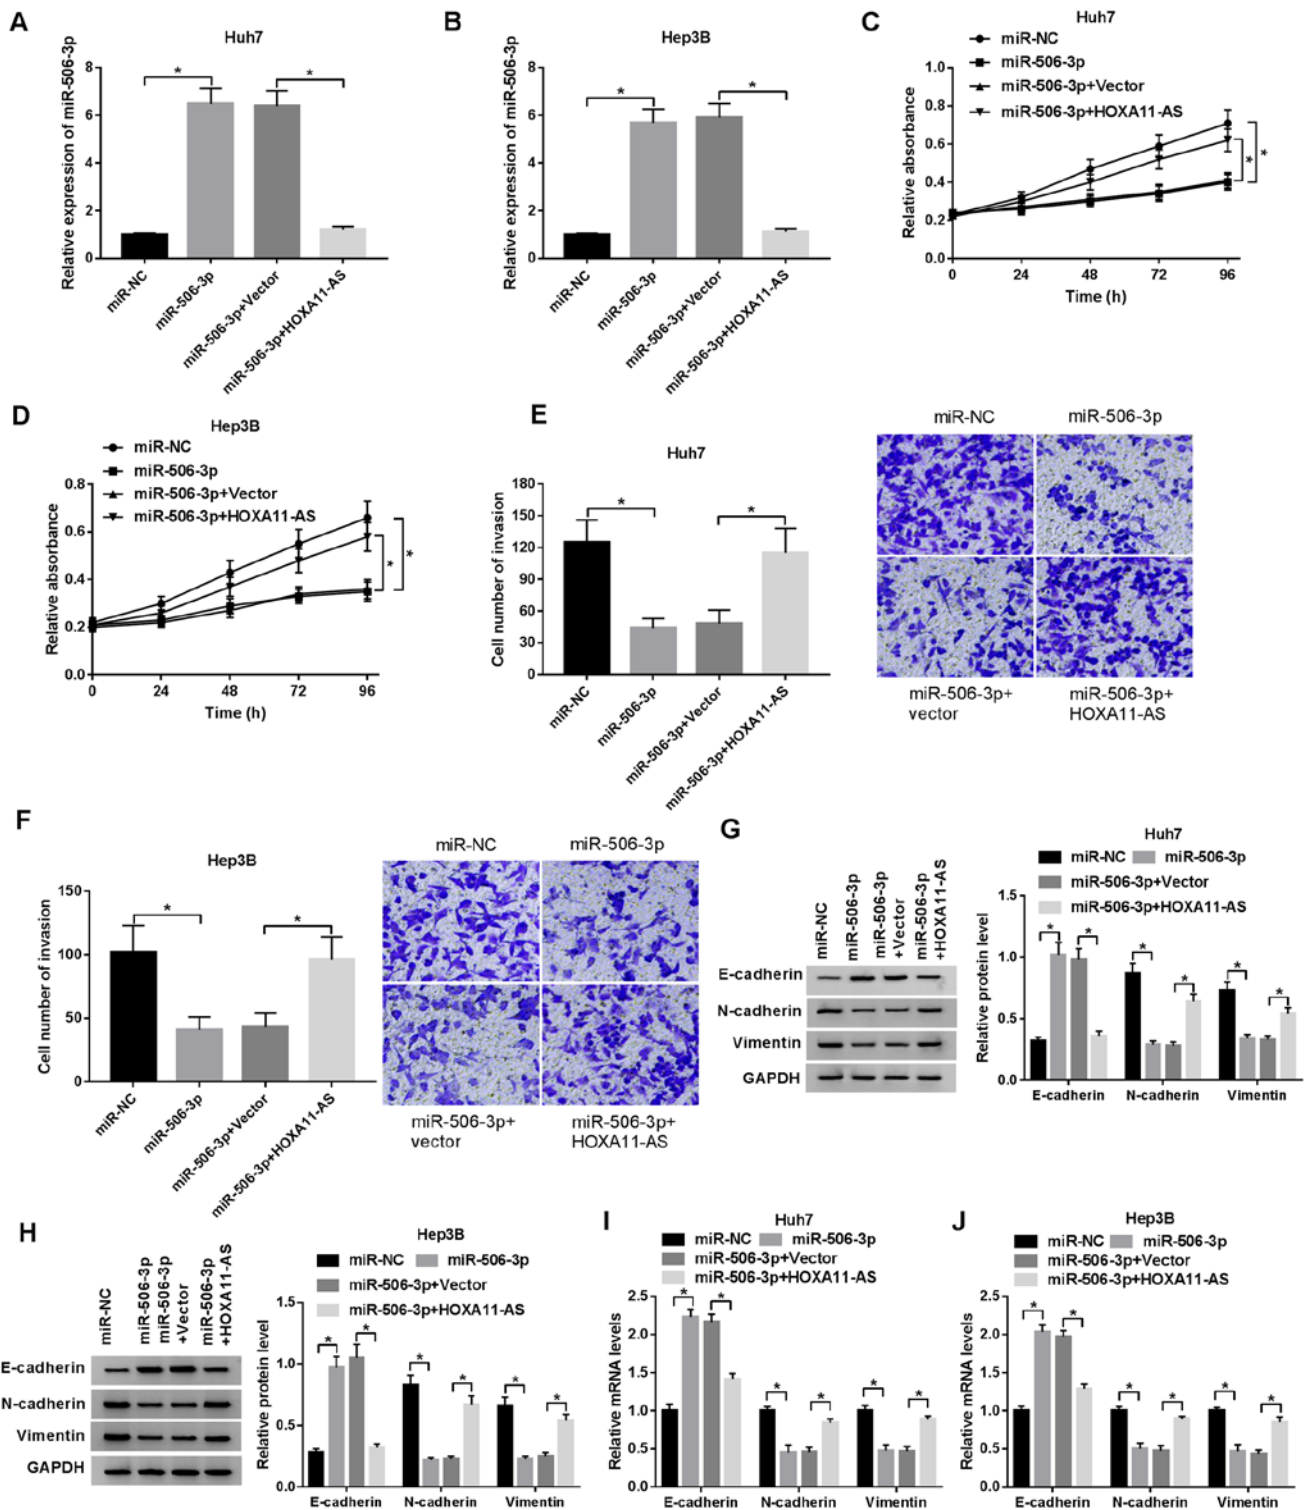 A
Huh7
Relative expression of miR-506-3p
8
6
4
2
0
*
*
miR-NC
miR-506-3p
miR-506-3p+Vector
miR-506-3p+HOXA11-AS
B
Hep3B
Relative expression of miR-506-3p
8
6
4
2
0
*
*
miR-NC
miR-506-3p
miR-506-3p+Vector
miR-506-3p+HOXA11-AS
C
Huh7
miR-NC
miR-506-3p
miR-506-3p+Vector
miR-506-3p+HOXA11-AS
Relative absorbance
1.0
0.8
0.6
0.4
0.2
0.0
*
*
0 24 48 72 96
Time (h)
D
Hep3B
miR-NC
miR-506-3p
miR-506-3p+Vector
miR-506-3p+HOXA11-AS
Relative absorbance
0.8
0.6
0.4
0.2
0.0
*
*
0 24 48 72 96
Time (h)
E
Huh7
Cell number of invasion
180
150
120
90
60
30
0
*
*
miR-NC
miR-506-3p
miR-506-3p+Vector
miR-506-3p+HOXA11-AS
miR-NC
miR-506-3p
miR-506-3p+
vector
miR-506-3p+
HOXA11-AS
F
Hep3B
Cell number of invasion
150
100
50
0
*
*
miR-NC
miR-506-3p
miR-506-3p+Vector
miR-506-3p+HOXA11-AS
miR-NC
miR-506-3p
miR-506-3p+
vector
miR-506-3p+
HOXA11-AS
G
miR-NC
miR-506-3p
miR-506-3p
+Vector
miR-506-3p
+HOXA11-AS
E-cadherin
N-cadherin
Vimentin
GAPDH
Huh7
miR-NC miR-506-3p
miR-506-3p+Vector
miR-506-3p+HOXA11-AS
Relative protein level
1.5
1.0
0.5
0.0
* *
* *
* *
E-cadherin N-cadherin Vimentin
H
miR-NC
miR-506-3p
miR-506-3p
+Vector
miR-506-3p
+HOXA11-AS
E-cadherin
N-cadherin
Vimentin
GAPDH
Hep3B
miR-NC miR-506-3p
miR-506-3p+Vector
miR-506-3p+HOXA11-AS
Relative protein level
1.5
1.0
0.5
0.0
* *
* *
* *
E-cadherin N-cadherin Vimentin
I
Huh7
miR-NC miR-506-3p
miR-506-3p+Vector
miR-506-3p+HOXA11-AS
Relative mRNA levels
2.5
2.0
1.5
1.0
0.5
0.0
* *
* *
* *
E-cadherin N-cadherin Vimentin
J
Hep3B
miR-NC miR-506-3p
miR-506-3p+Vector
miR-506-3p+HOXA11-AS
Relative mRNA levels
2.5
2.0
1.5
1.0
0.5
0.0
* *
* *
* *
E-cadherin N-cadherin Vimentin